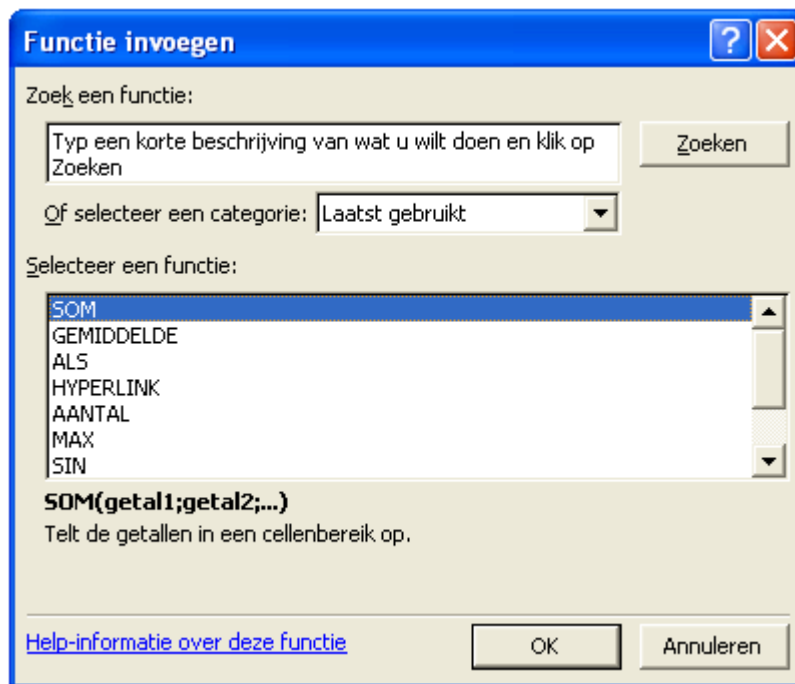 Functie invoegen
Zoek een functie:
Typ een korte beschrijving van wat u wilt doen en klik op
Zoeken
Zoeken
Of selecteer een categorie: Laatst gebruikt
Selecteer een functie:
SOM
GEMIDDELDE
ALS
HYPERLINK
AANTAL
MAX
SIN
SOM(getal1;getal2;...)
Telt de getallen in een cellenbereik op.
Help-informatie over deze functie
OK
Annuleren